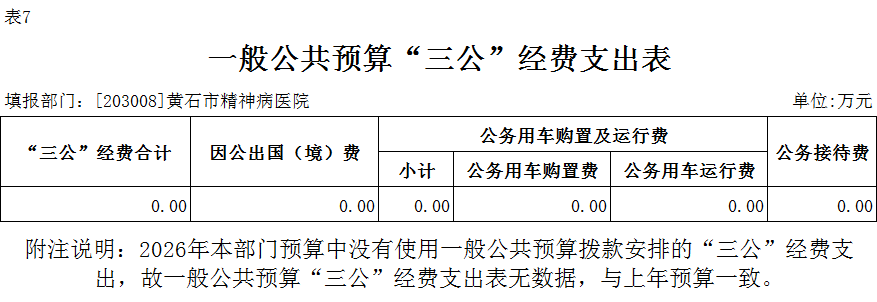 表7
一般公共预算“三公”经费支出表
填报部门：[203008]黄石市精神病医院 单位:万元
“三公”经费合计 因公出国（境）费 公务用车购置及运行费 公务接待费
小计 公务用车购置费 公务用车运行费
0.00 0.00 0.00 0.00 0.00 0.00
附注说明：2026年本部门预算中没有使用一般公共预算拨款安排的“三公”经费支
出，故一般公共预算“三公”经费支出表无数据，与上年预算一致。